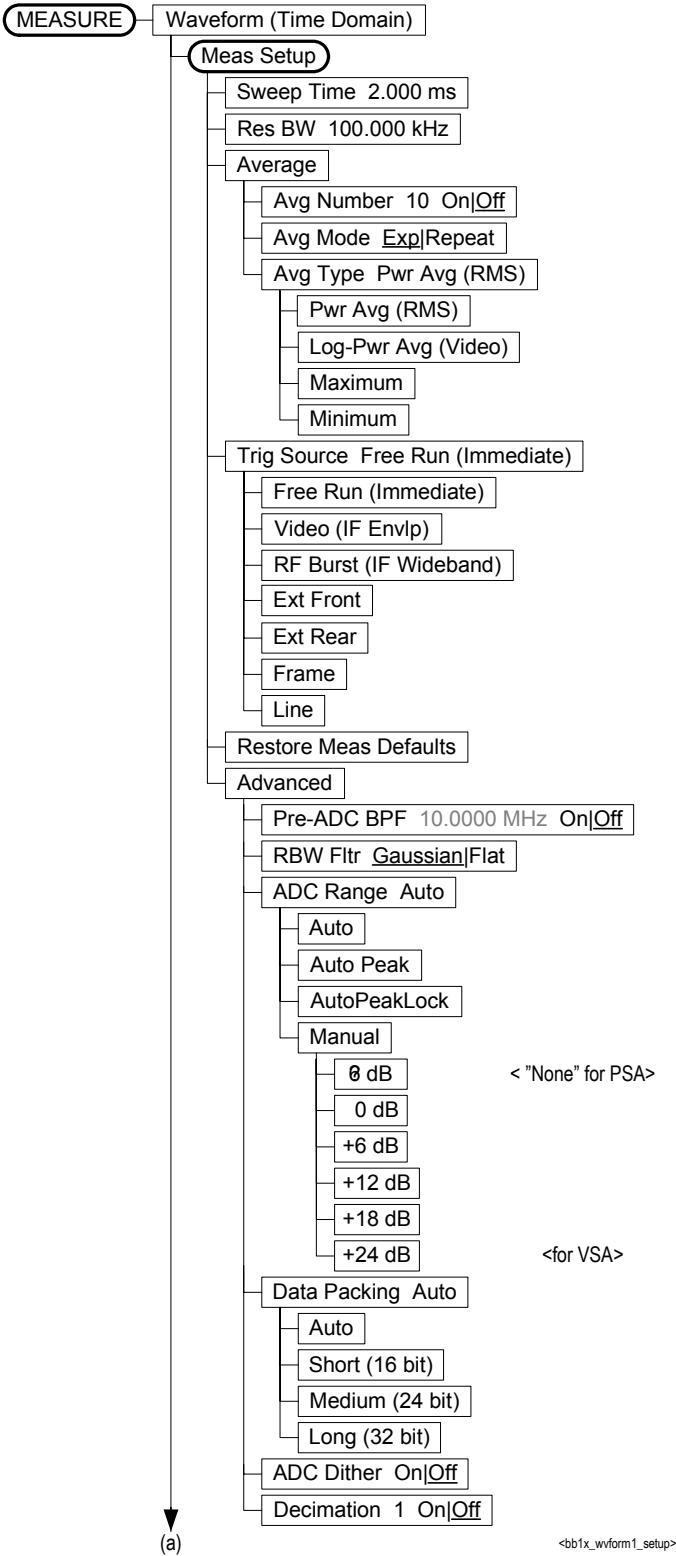 MEASURE
Waveform (Time Domain)
Meas Setup
Sweep Time 2.000 ms
Res BW 100.000 kHz
Average
Avg Number 10 On|Off
Avg Mode Exp|Repeat
Avg Type Pwr Avg (RMS)
Pwr Avg (RMS)
Log-Pwr Avg (Video)
Maximum
Minimum
Trig Source Free Run (Immediate)
Free Run (Immediate)
Video (IF Envlp)
RF Burst (IF Wideband)
Ext Front
Ext Rear
Frame
Line
Restore Meas Defaults
Advanced
Pre-ADC BPF 10.0000 MHz On|Off
RBW Fltr Gaussian|Flat
ADC Range Auto
Auto
Auto Peak
AutoPeakLock
Manual
dB < "None" for PSA>
0 dB
+6 dB
+12 dB
+18 dB
+24 dB <for VSA>
Data Packing Auto
Auto
Short (16 bit)
Medium (24 bit)
Long (32 bit)
ADC Dither On|Off
Decimation 1 On|Off
(a) <bb1x_wvform1_setup>